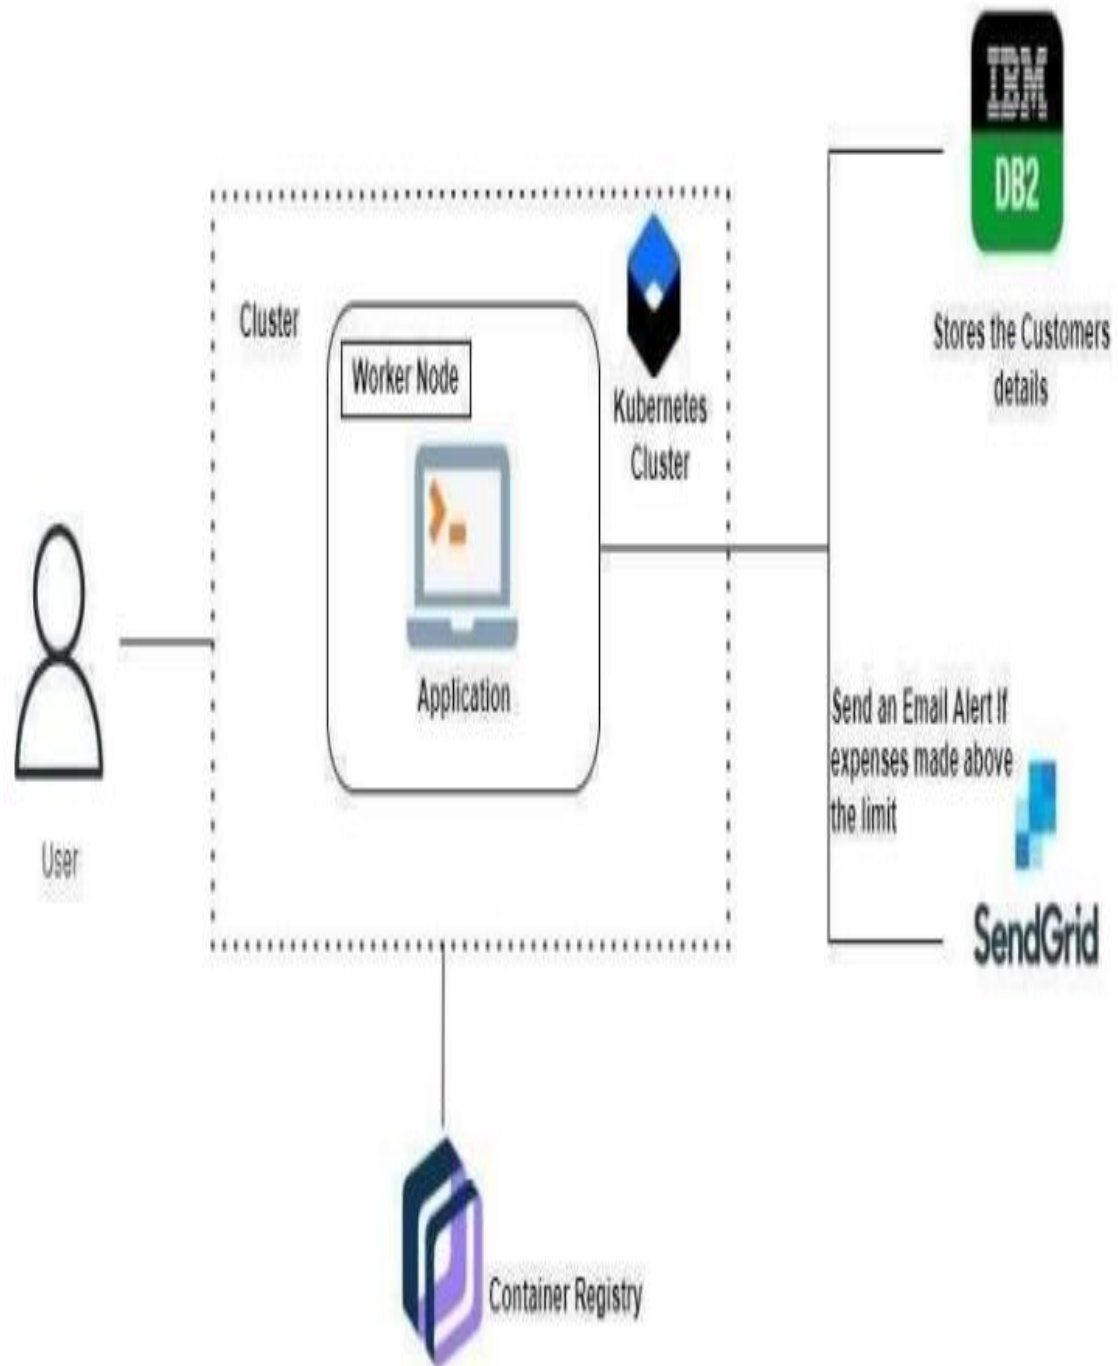 IBM
DB2
Stores the Customers
details
Cluster
Worker Node
Kubernetes
Cluster
Application
User
Send an Email Alert If
expenses made above
the limit
SendGrid
Container Registry